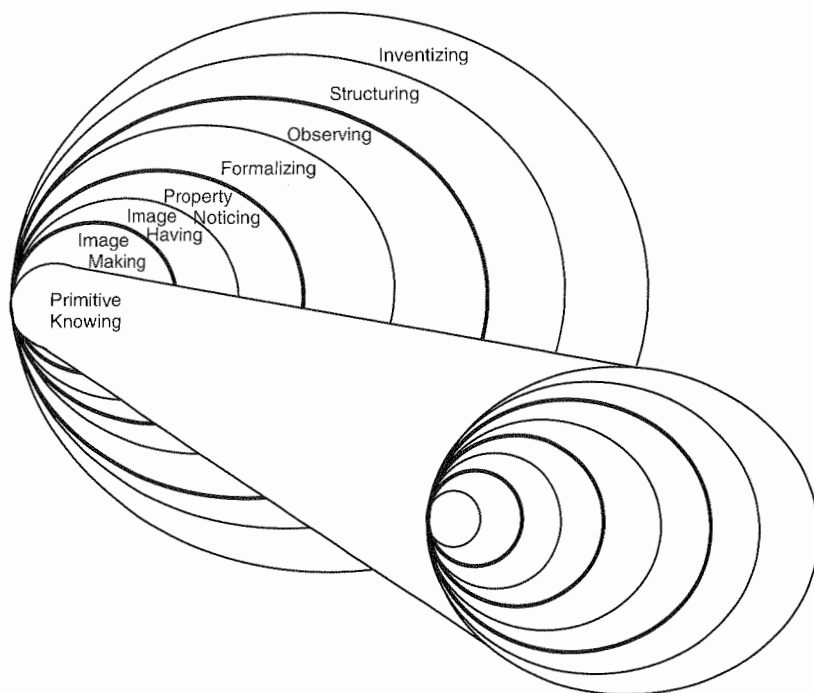 Inventizing
Structuring
Observing
Formalizing
Property
Noticing
Image
Having
Image
Making
Primitive
Knowing